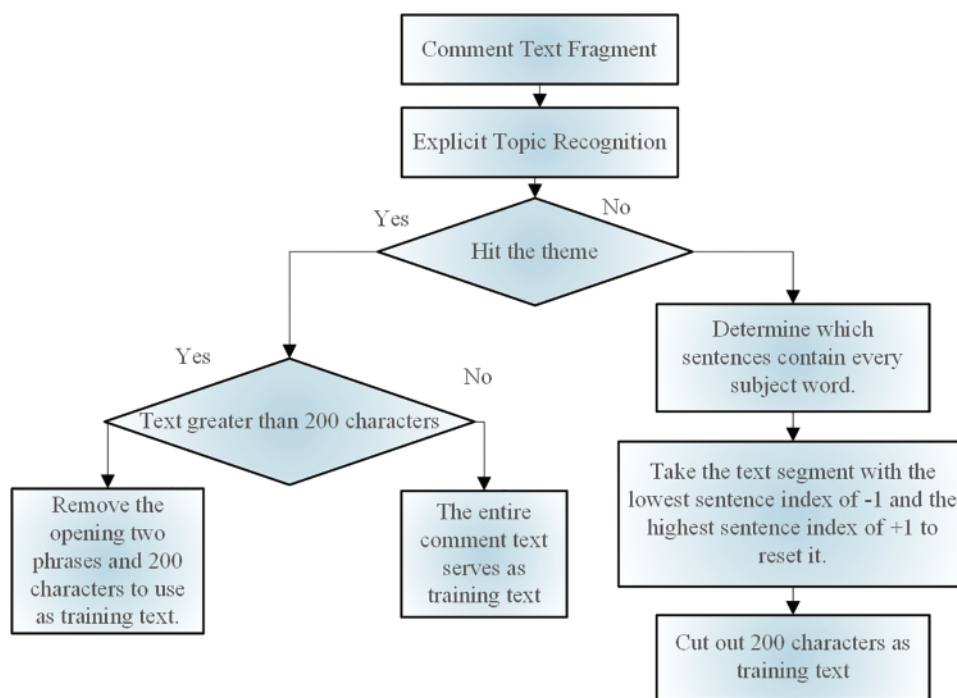 Comment Text Fragment
Explicit Topic Recognition
Yes
No
Hit the theme
Determine which
sentences contain every
subject word.
Yes
No
Text greater than 200 characters
Take the text segment with the
lowest sentence index of -1 and the
highest sentence index of +1 to
reset it.
Remove the
opening two
phrases and 200
characters to use
as training text.
The entire
comment text
serves as
training text
Cut out 200 characters as
training text